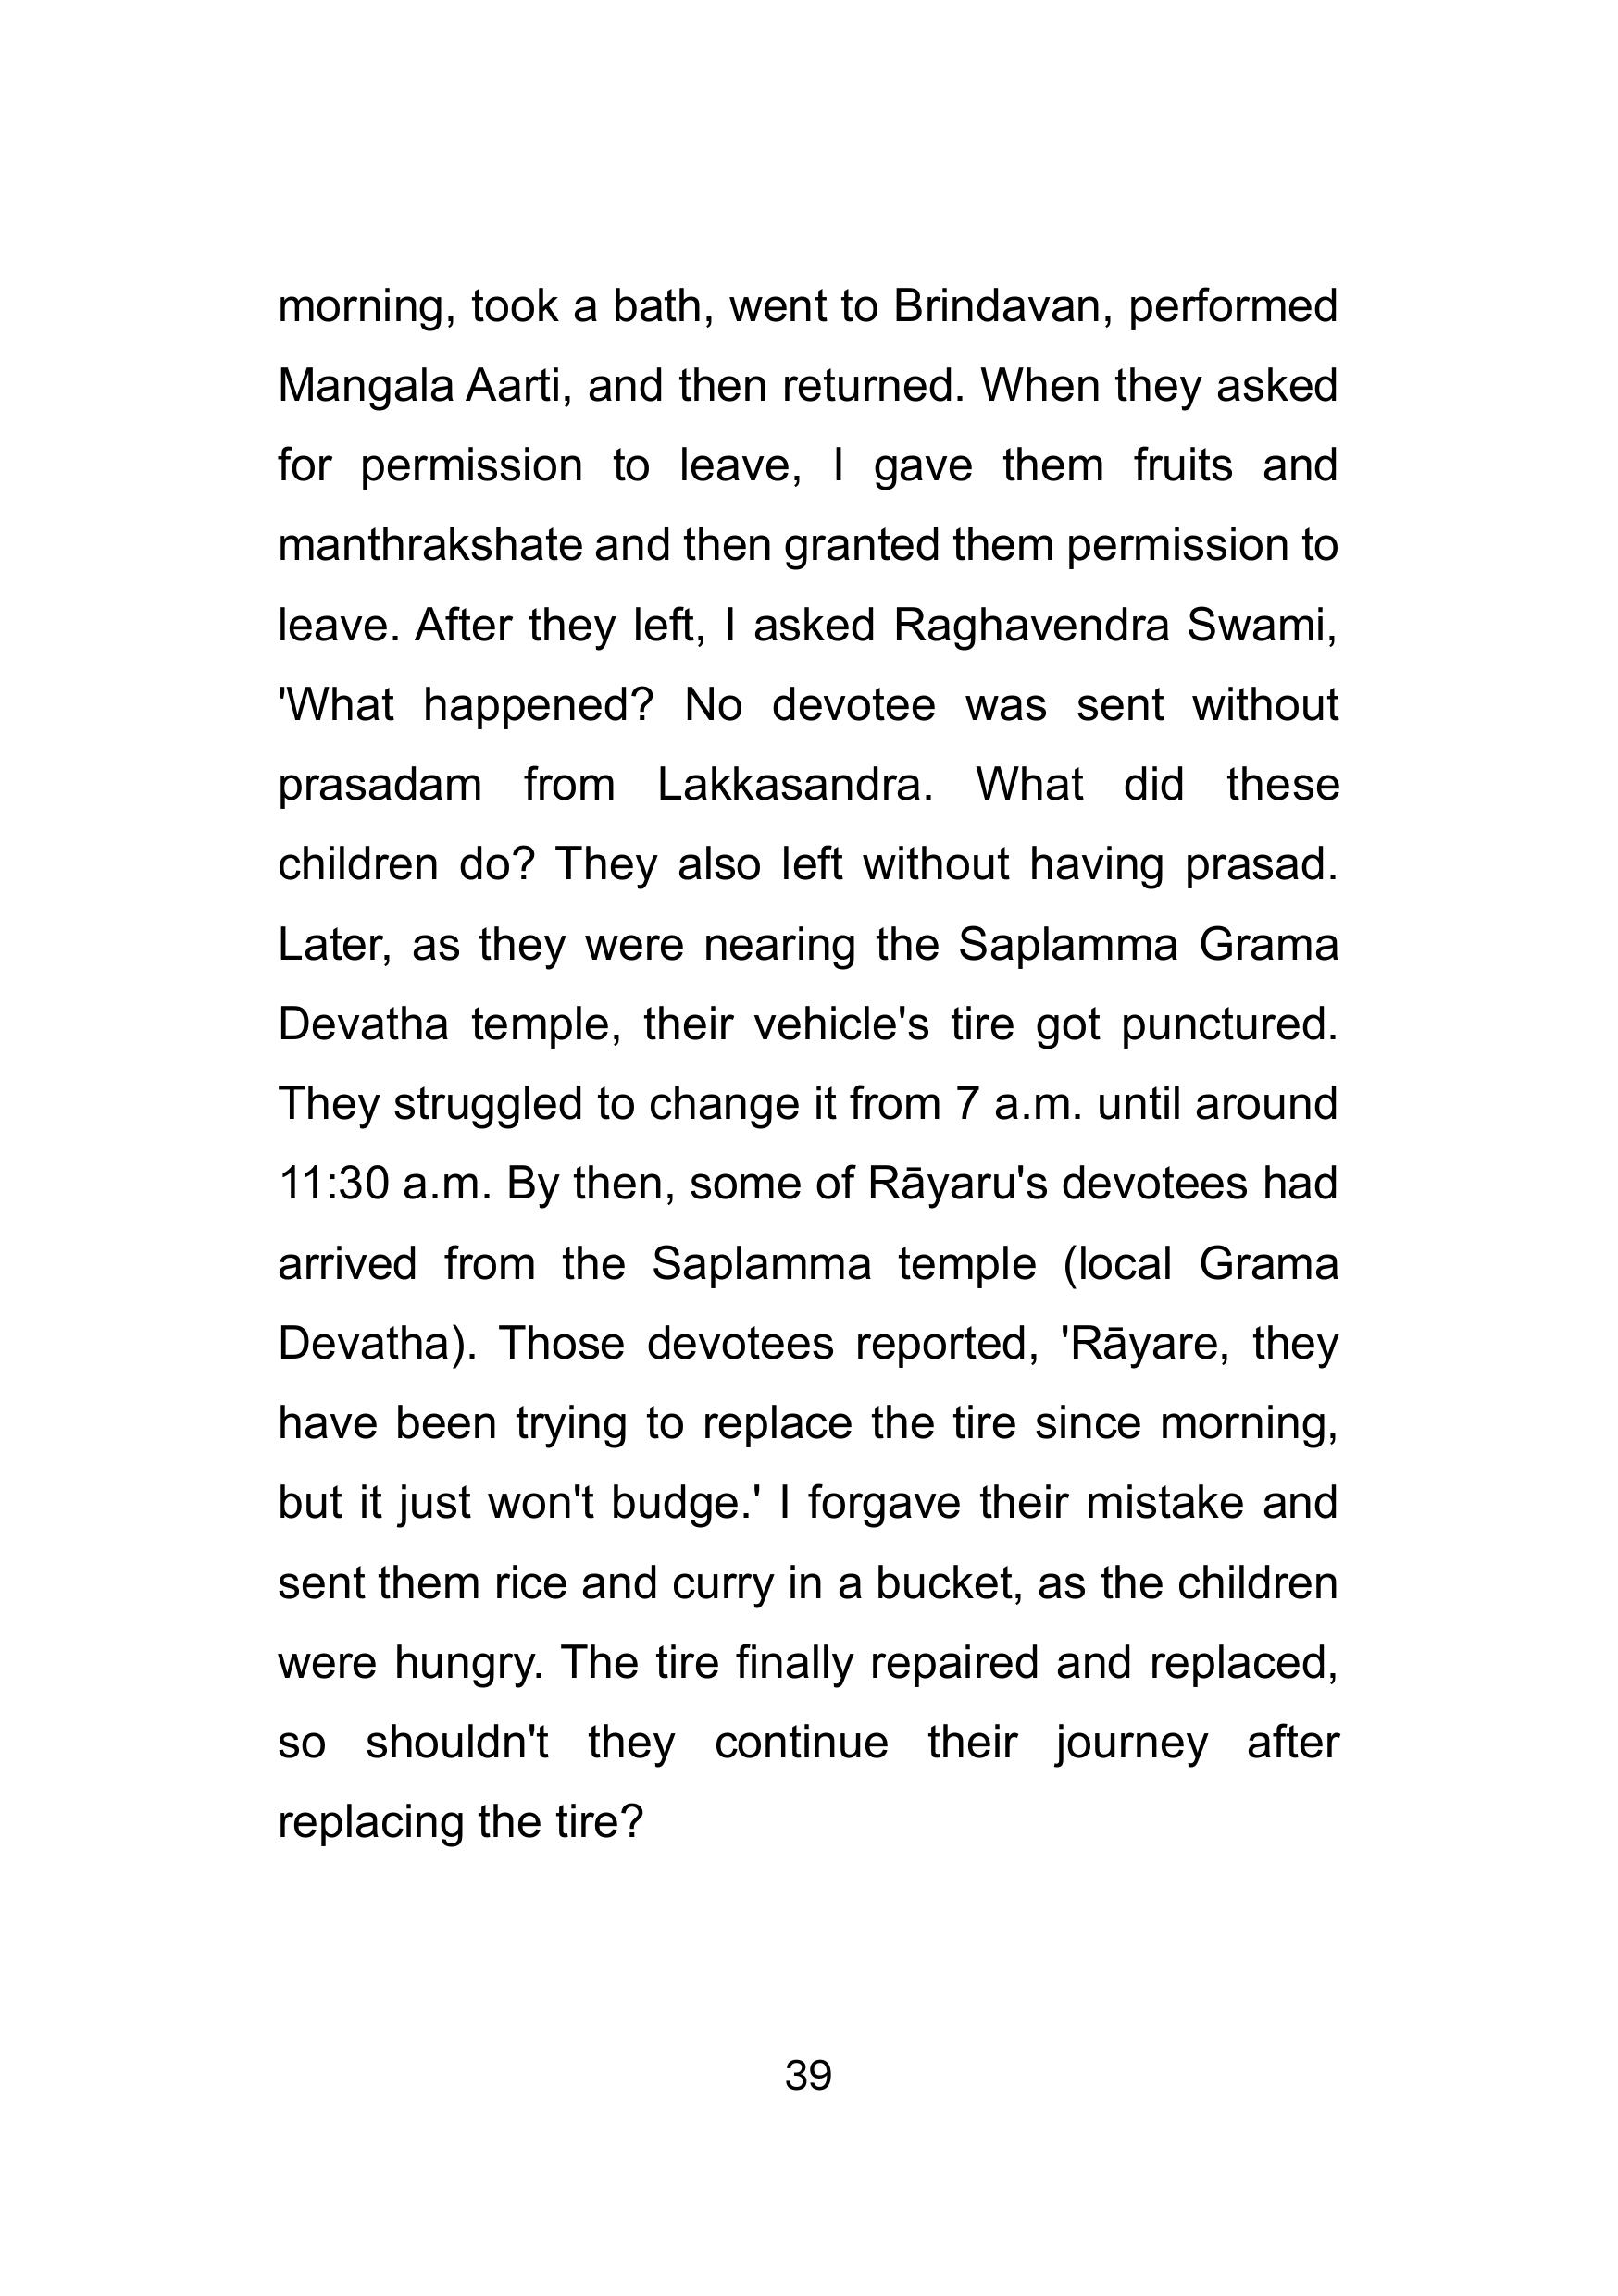 morning, took a bath, went to Brindavan, performed
Mangala Aarti, and then returned. When they asked
for permission to leave, I gave them fruits and
manthrakshate and then granted them permission to
leave. After they left, I asked Raghavendra Swami,
'What happened? No devotee was sent without
prasadam from Lakkasandra. What did these
children do? They also left without having prasad.
Later, as they were nearing the Saplamma Grama
Devatha temple, their vehicle's tire got punctured.
They struggled to change it from 7 a.m. until around
11:30 a.m. By then, some of Rāyaru's devotees had
arrived from the Saplamma temple (local Grama
Devatha). Those devotees reported, 'Rāyare, they
have been trying to replace the tire since morning,
but it just won't budge.' I forgave their mistake and
sent them rice and curry in a bucket, as the children
were hungry. The tire finally repaired and replaced,
so shouldn't they continue their journey after
replacing the tire?
39